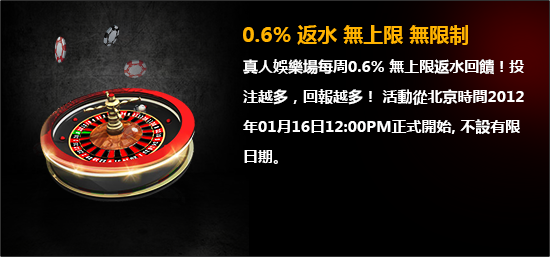 0.6% 返水 無上限 無限制
真人娛樂場每周0.6% 無上限返水回饋！投
注越多，回報越多！ 活動從北京時間2012
年01月16日12:00PM正式開始, 不設有限
日期。